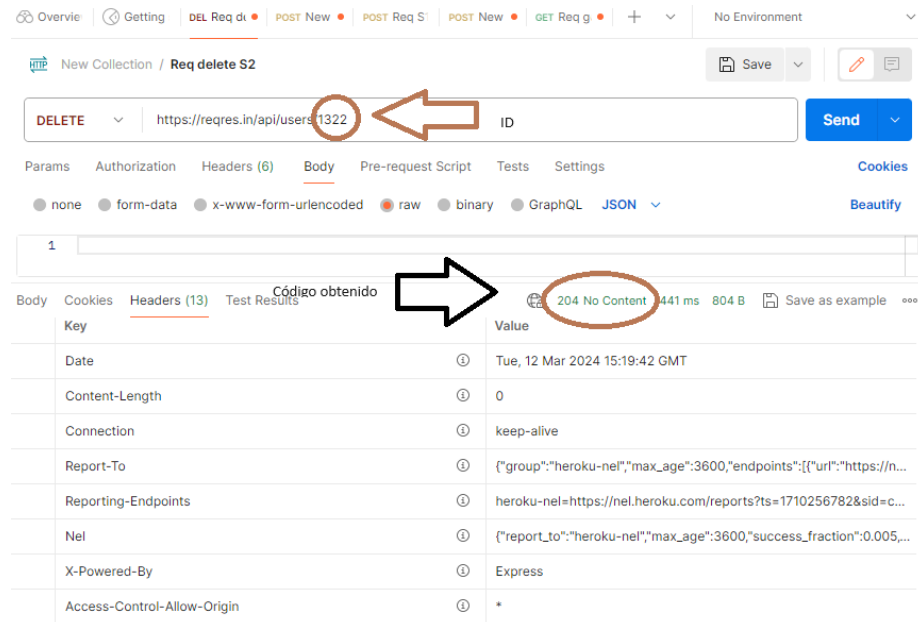 Overvie Getting DEL Req de POST New POST Req S POST New GET Req g No Environment
HTTP New Collection / Req delete S2 Save
DELETE https://reqres.in/api/users/1322 ID Send
Params Authorization Headers (6) Body Pre-request Script Tests Settings Cookies
none form-data x-www-form-urlencoded raw binary GraphQL JSON Beautify
1
Body Cookies Headers (13) Test Results Código obtenido 204 No Content 441 ms 804 B Save as example
Key Value
Date Tue, 12 Mar 2024 15:19:42 GMT
Content-Length 0
Connection keep-alive
Report-To {"group":"heroku-nel","max_age":3600,"endpoints":[{"url":"https://n...
Reporting-Endpoints heroku-nel=https://nel.heroku.com/reports?ts=1710256782&sid=c...
Nel {"report_to":"heroku-nel","max_age":3600,"success_fraction":0.005,...
X-Powered-By Express
Access-Control-Allow-Origin *